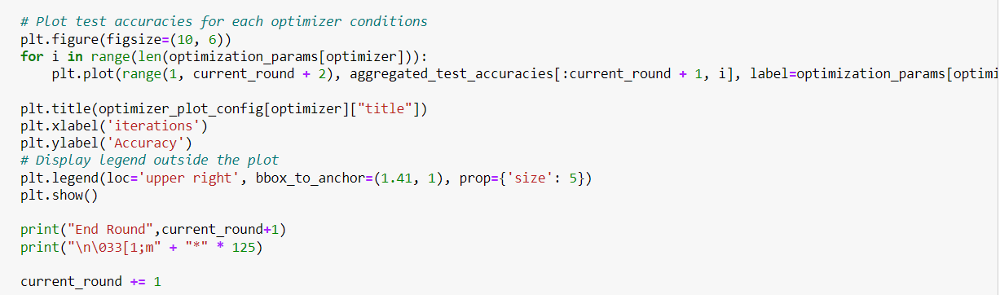 # Plot test accuracies for each optimizer conditions
plt.figure(figsize=(10, 6))
for i in range(len(optimization_params[optimizer])):
    plt.plot(range(1, current_round + 2), aggregated_test_accuracies[:current_round + 1, i], label=optimization_params[optimi
plt.title(optimizer_plot_config[optimizer]["title"])
plt.xlabel('iterations')
plt.ylabel('Accuracy')
# Display legend outside the plot
plt.legend(loc='upper right', bbox_to_anchor=(1.41, 1), prop={'size': 5})
plt.show()
print("End Round",current_round+1)
print("\n\033[1;m" + "*" * 125)
current_round += 1